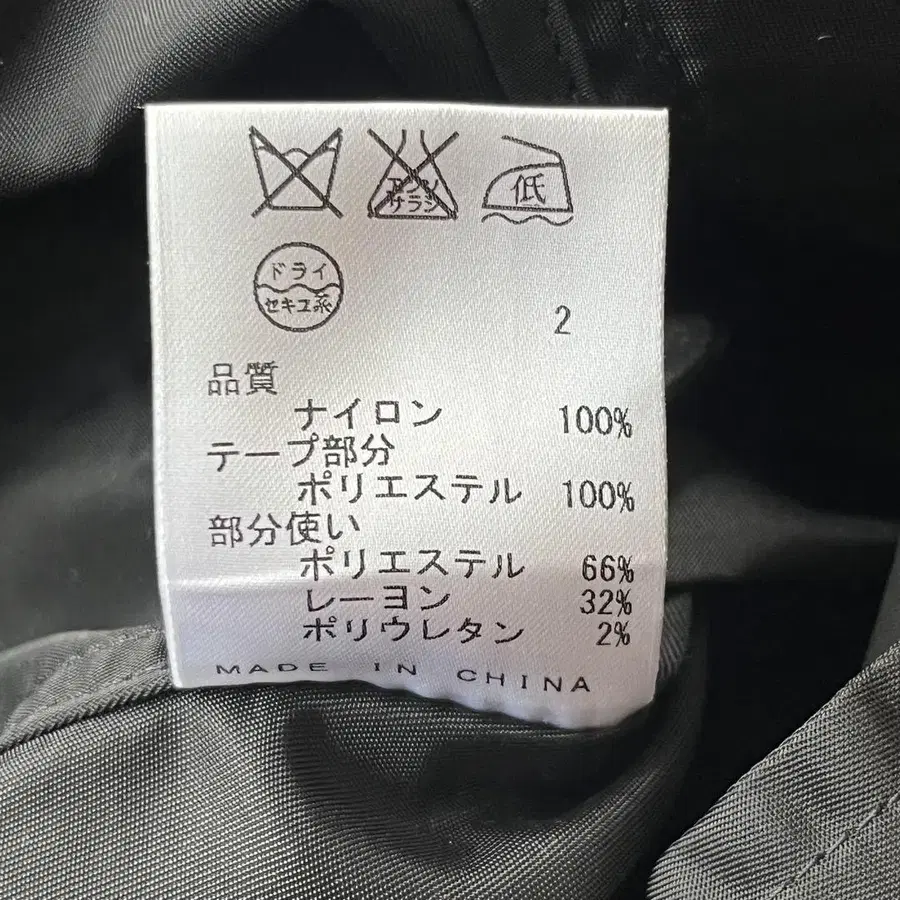 エンソ
サラシ
低
ドライ
セキユ系
2
品質
ナイロン 100%
テープ部分
ポリエステル 100%
部分使い
ポリエステル 66%
レーヨン 32%
ポリウレタン 2%
MADE IN CHINA